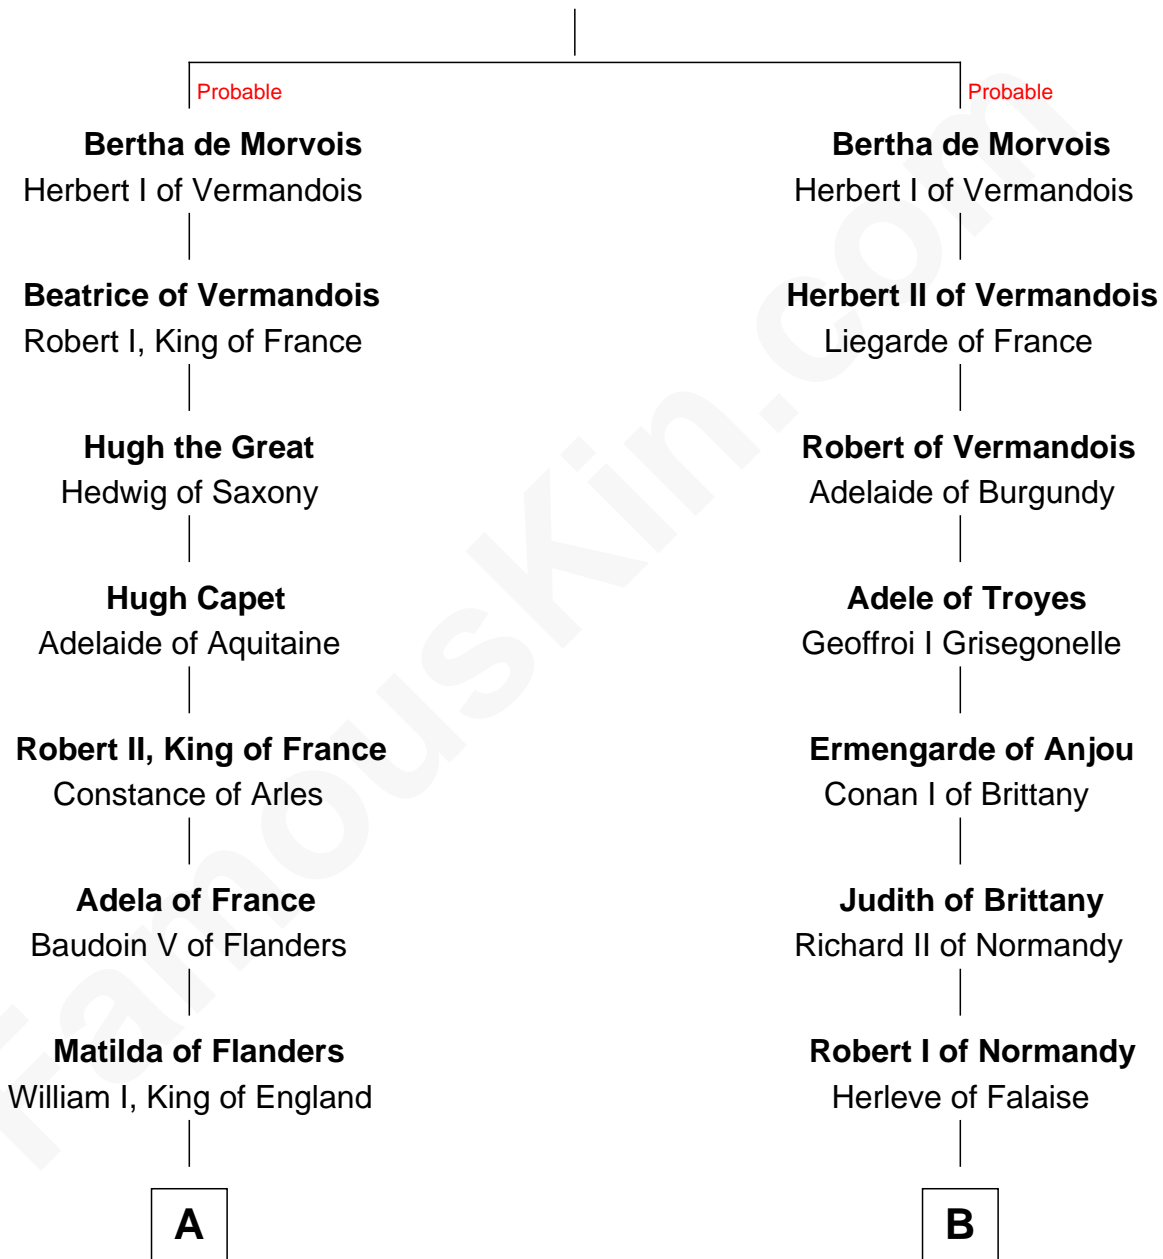 Probable
Bertha de Morvois
Herbert I of Vermandois
Beatrice of Vermandois
Robert I, King of France
Hugh the Great
Hedwig of Saxony
Hugh Capet
Adelaide of Aquitaine
Robert II, King of France
Constance of Arles
Adela of France
Baudoin V of Flanders
Matilda of Flanders
William I, King of England
A
Probable
Bertha de Morvois
Herbert I of Vermandois
Herbert II of Vermandois
Liegarde of France
Robert of Vermandois
Adelaide of Burgundy
Adele of Troyes
Geoffroi I Grisegonelle
Ermengarde of Anjou
Conan I of Brittany
Judith of Brittany
Richard II of Normandy
Robert I of Normandy
Herleve of Falaise
B
FamousKin.com